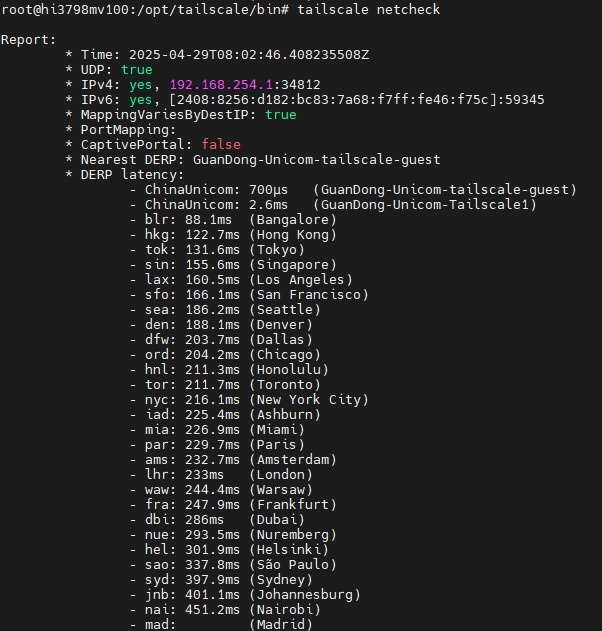 root@hi3798mv100:/opt/tailscale/bin# tailscale netcheck
Report:
* Time: 2025-04-29T08:02:46.408235508Z
* UDP: true
* IPv4: yes, 192.168.254.1:34812
* IPv6: yes, [2408:8256:d182:bc83:7a68:f7ff:fe46:f75c]:59345
* MappingVariesByDestIP: true
* PortMapping:
* CaptivePortal: false
* Nearest DERP: GuanDong-Unicom-tailscale-guest
* DERP latency:
- ChinaUnicom: 700µs   (GuanDong-Unicom-tailscale-guest)
- ChinaUnicom: 2.6ms   (GuanDong-Unicom-Tailscale1)
- blr: 88.1ms  (Bangalore)
- hkg: 122.7ms (Hong Kong)
- tok: 131.6ms (Tokyo)
- sin: 155.6ms (Singapore)
- lax: 160.5ms (Los Angeles)
- sfo: 166.1ms (San Francisco)
- sea: 186.2ms (Seattle)
- den: 188.1ms (Denver)
- dfw: 203.7ms (Dallas)
- ord: 204.2ms (Chicago)
- hnl: 211.3ms (Honolulu)
- tor: 211.7ms (Toronto)
- nyc: 216.1ms (New York City)
- iad: 225.4ms (Ashburn)
- mia: 226.9ms (Miami)
- par: 229.7ms (Paris)
- ams: 232.7ms (Amsterdam)
- lhr: 233ms   (London)
- waw: 244.4ms (Warsaw)
- fra: 247.9ms (Frankfurt)
- dbi: 286ms   (Dubai)
- nue: 293.5ms (Nuremberg)
- hel: 301.9ms (Helsinki)
- sao: 337.8ms (São Paulo)
- syd: 397.9ms (Sydney)
- jnb: 401.1ms (Johannesburg)
- nai: 451.2ms (Nairobi)
- mad:         (Madrid)